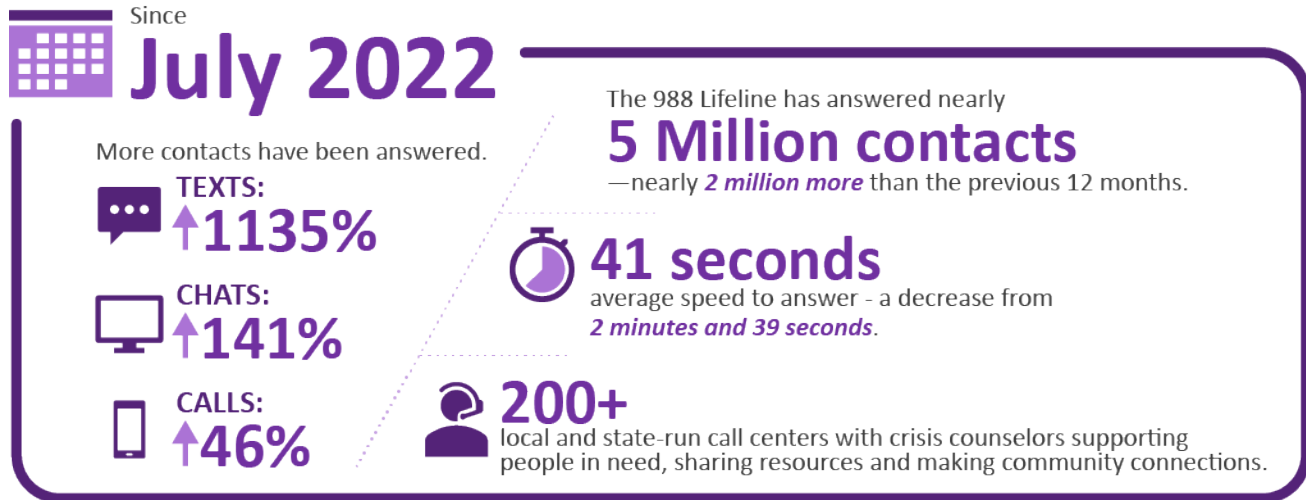 Since
July 2022
More contacts have been answered.
TEXTS:
↑1135%
CHATS:
↑141%
CALLS:
↑46%
The 988 Lifeline has answered nearly
5 Million contacts
—nearly 2 million more than the previous 12 months.
41 seconds
average speed to answer - a decrease from
2 minutes and 39 seconds.
200+
local and state-run call centers with crisis counselors supporting
people in need, sharing resources and making community connections.